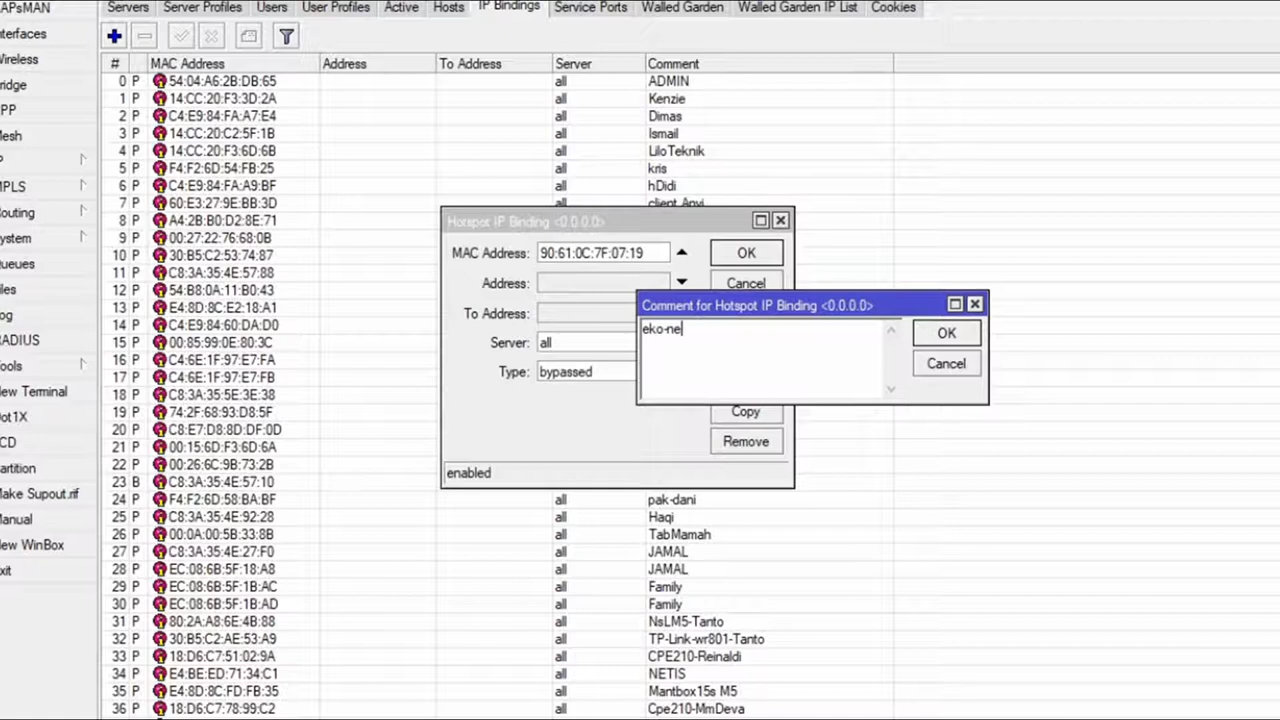 APsMAN Servers Server Profiles Users User Profiles Active Hosts IP Bindings Service Ports Walled Garden Walled Garden IP List Cookies
nterfaces
Wireless
ridge
PP
Mesh
P
MPLS
outing
ystem
Queues
iles
og
RADIUS
ools
ew Terminal
ot1X
CD
artition
Make Supout.rif
Manual
ew WinBox
xit
# MAC Address Address To Address Server Comment
0 P 54:04:A6:2B:DB:65 all ADMIN
1 P 14:CC:20:F3:3D:2A all Kenzie
2 P C4:E9:84:FA:A7:E4 all Dimas
3 P 14:CC:20:C2:5F:1B all Ismail
4 P 14:CC:20:F3:6D:6B all LiloTeknik
5 P F4:F2:6D:54:FB:25 all kris
6 P C4:E9:84:FA:A9:BF all hDidi
7 P 60:E3:27:9E:BB:3D all client Anvi
8 P A4:2B:B0:D2:8E:71
9 P 00:27:22:76:68:0B
10 P 30:B5:C2:53:74:87
11 P C8:3A:35:4E:57:88
12 P 54:B8:0A:11:B0:43
13 P E4:8D:8C:E2:18:A1
14 P C4:E9:84:60:DA:D0
15 P 00:85:99:0E:80:3C
16 P C4:6E:1F:97:E7:FA
17 P C4:6E:1F:97:E7:FB
18 P C8:3A:35:5E:3E:38
19 P 74:2F:68:93:D8:5F
20 P C8:E7:D8:8D:DF:0D
21 P 00:15:6D:F3:6D:6A
22 P 00:26:6C:9B:73:2B
23 B C8:3A:35:4E:57:10
24 P F4:F2:6D:58:BA:BF all pak-dani
25 P C8:3A:35:4E:92:28 all Haqi
26 P 00:0A:00:5B:33:8B all TabMamah
27 P C8:3A:35:4E:27:F0 all JAMAL
28 P EC:08:6B:5F:18:A8 all JAMAL
29 P EC:08:6B:5F:1B:AC all Family
30 P EC:08:6B:5F:1B:AD all Family
31 P 80:2A:A8:6E:4B:88 all NsLM5-Tanto
32 P 30:B5:C2:AE:53:A9 all TP-Link-wr801-Tanto
33 P 18:D6:C7:51:02:9A all CPE210-Reinaldi
34 P E4:BE:ED:71:34:C1 all NETIS
35 P E4:8D:8C:FD:FB:35 all Mantbox15s M5
36 P 18:D6:C7:78:99:C2 all Cpe210-MmDeva
Hotspot IP Binding <0.0.0.0>
MAC Address: 90:61:0C:7F:07:19 OK
Address: Cancel
To Address:
Server: all
Type: bypassed
Copy
Remove
enabled
Comment for Hotspot IP Binding <0.0.0.0>
eko-ne OK
Cancel